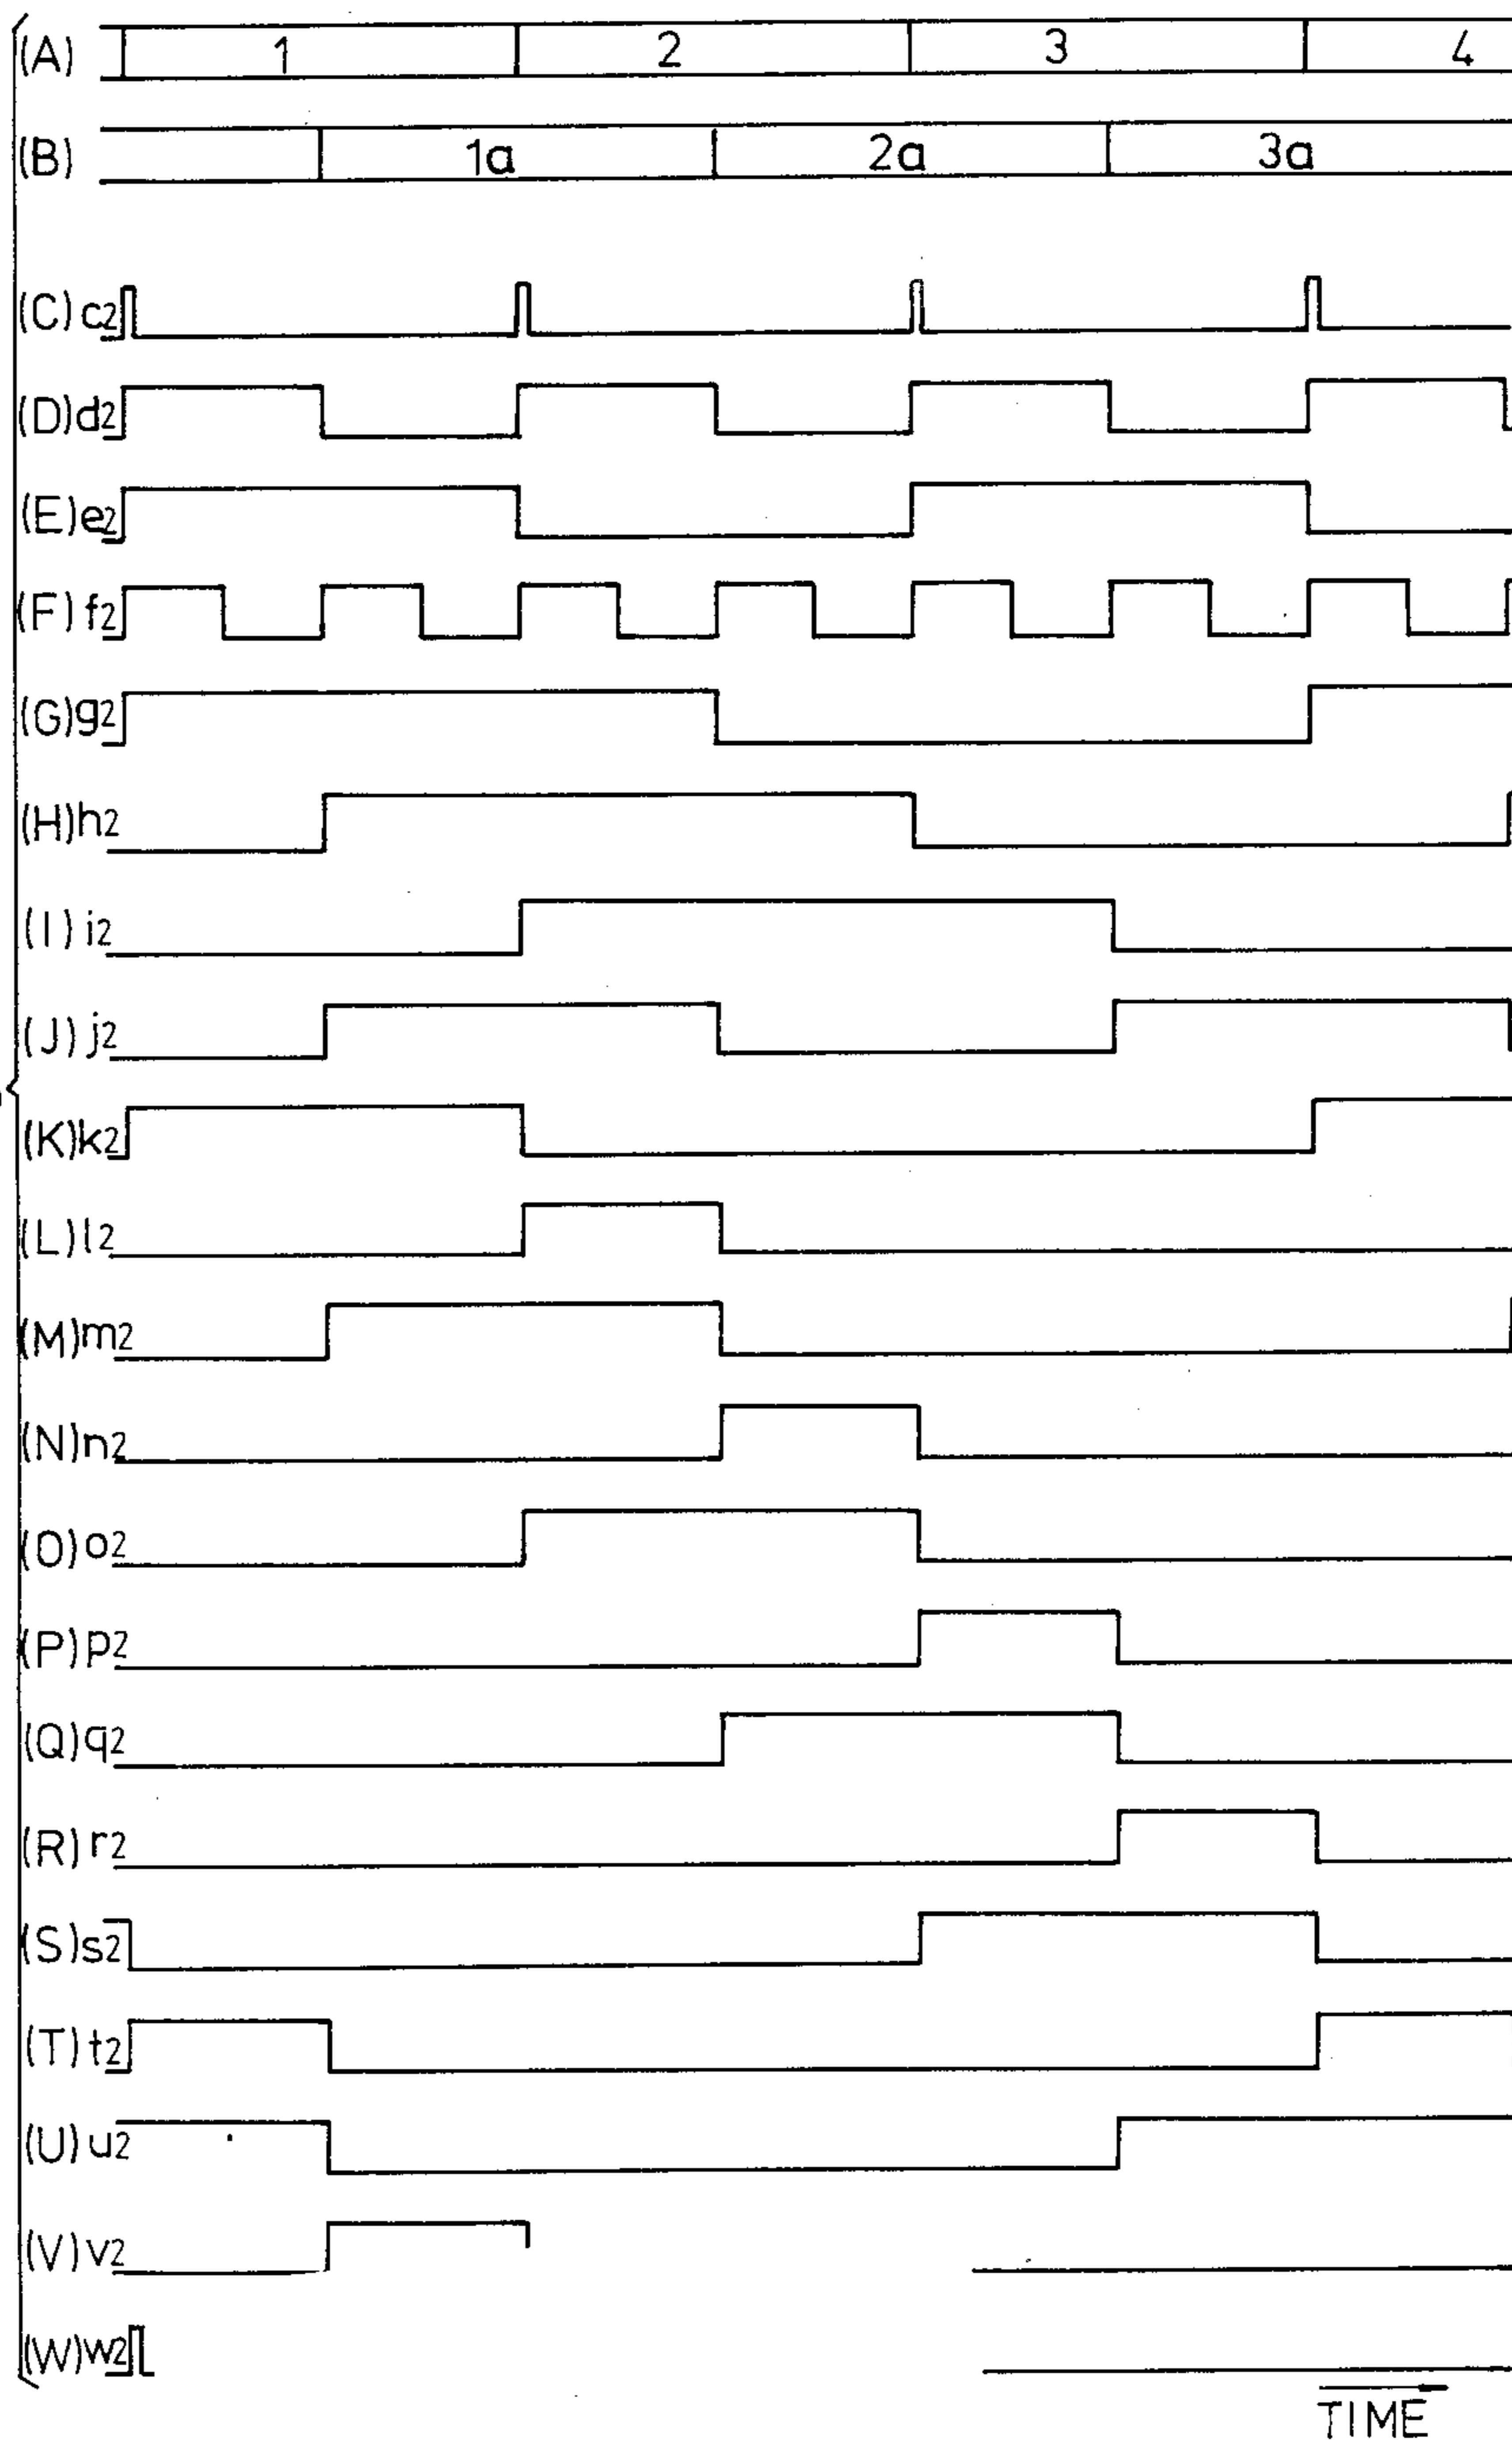 (A) 1 2 3 4
(B) 1a 2a 3a
(C) c2
(D) d2
(E) e2
(F) f2
(G) g2
(H) h2
(I) i2
(J) j2
(K) k2
(L) l2
(M) m2
(N) n2
(O) o2
(P) p2
(Q) q2
(R) r2
(S) s2
(T) t2
(U) u2
(V) v2
(W) w2
TIME